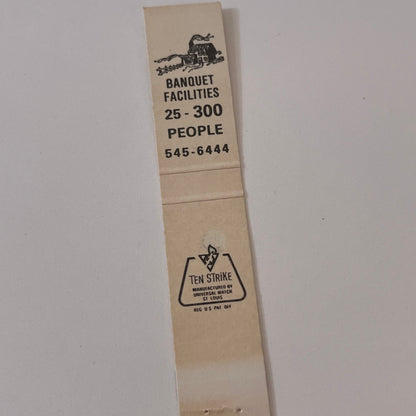 BANQUET
FACILITIES
25 - 300
PEOPLE
545-6444
TEN STRIKE
MANUFACTURED BY
UNIVERSAL MATCH
ST LOUIS
REG U S PAT OFF